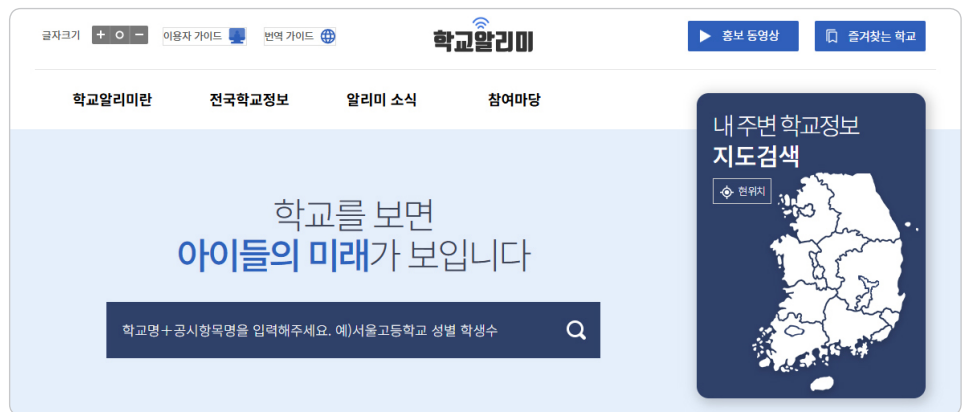 글자크기 + O − 이용자 가이드 번역 가이드
학교알리미
홍보 동영상 즐겨찾는 학교
학교알리미란 전국학교정보 알리미 소식 참여마당
내 주변 학교정보
지도검색
현위치
학교를 보면
아이들의 미래가 보입니다
학교명+공시항목명을 입력해주세요. 예)서울고등학교 성별 학생수